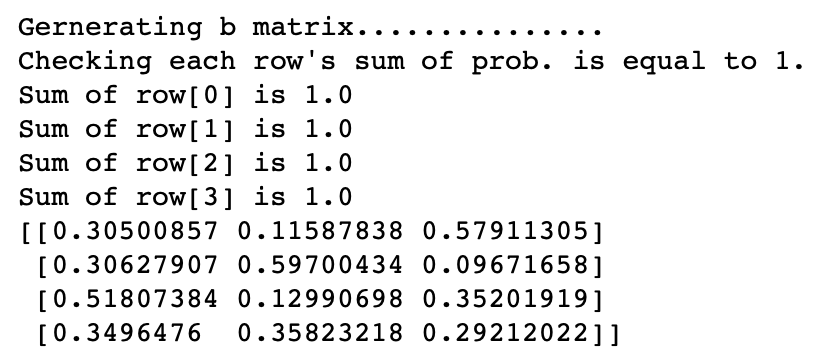 Gernerating b matrix...............
Checking each row's sum of prob. is equal to 1.
Sum of row[0] is 1.0
Sum of row[1] is 1.0
Sum of row[2] is 1.0
Sum of row[3] is 1.0
[[0.30500857 0.11587838 0.57911305]
 [0.30627907 0.59700434 0.09671658]
 [0.51807384 0.12990698 0.35201919]
 [0.3496476  0.35823218 0.29212022]]